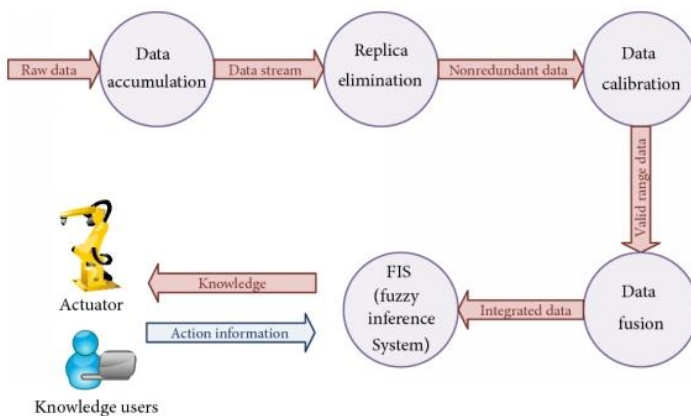 Raw data
Data
accumulation
Data stream
Replica
elimination
Nonredundant data
Data
calibration
Valid range data
Data
fusion
Integrated data
FIS
(fuzzy
inference
System)
Knowledge
Actuator
Action information
Knowledge users